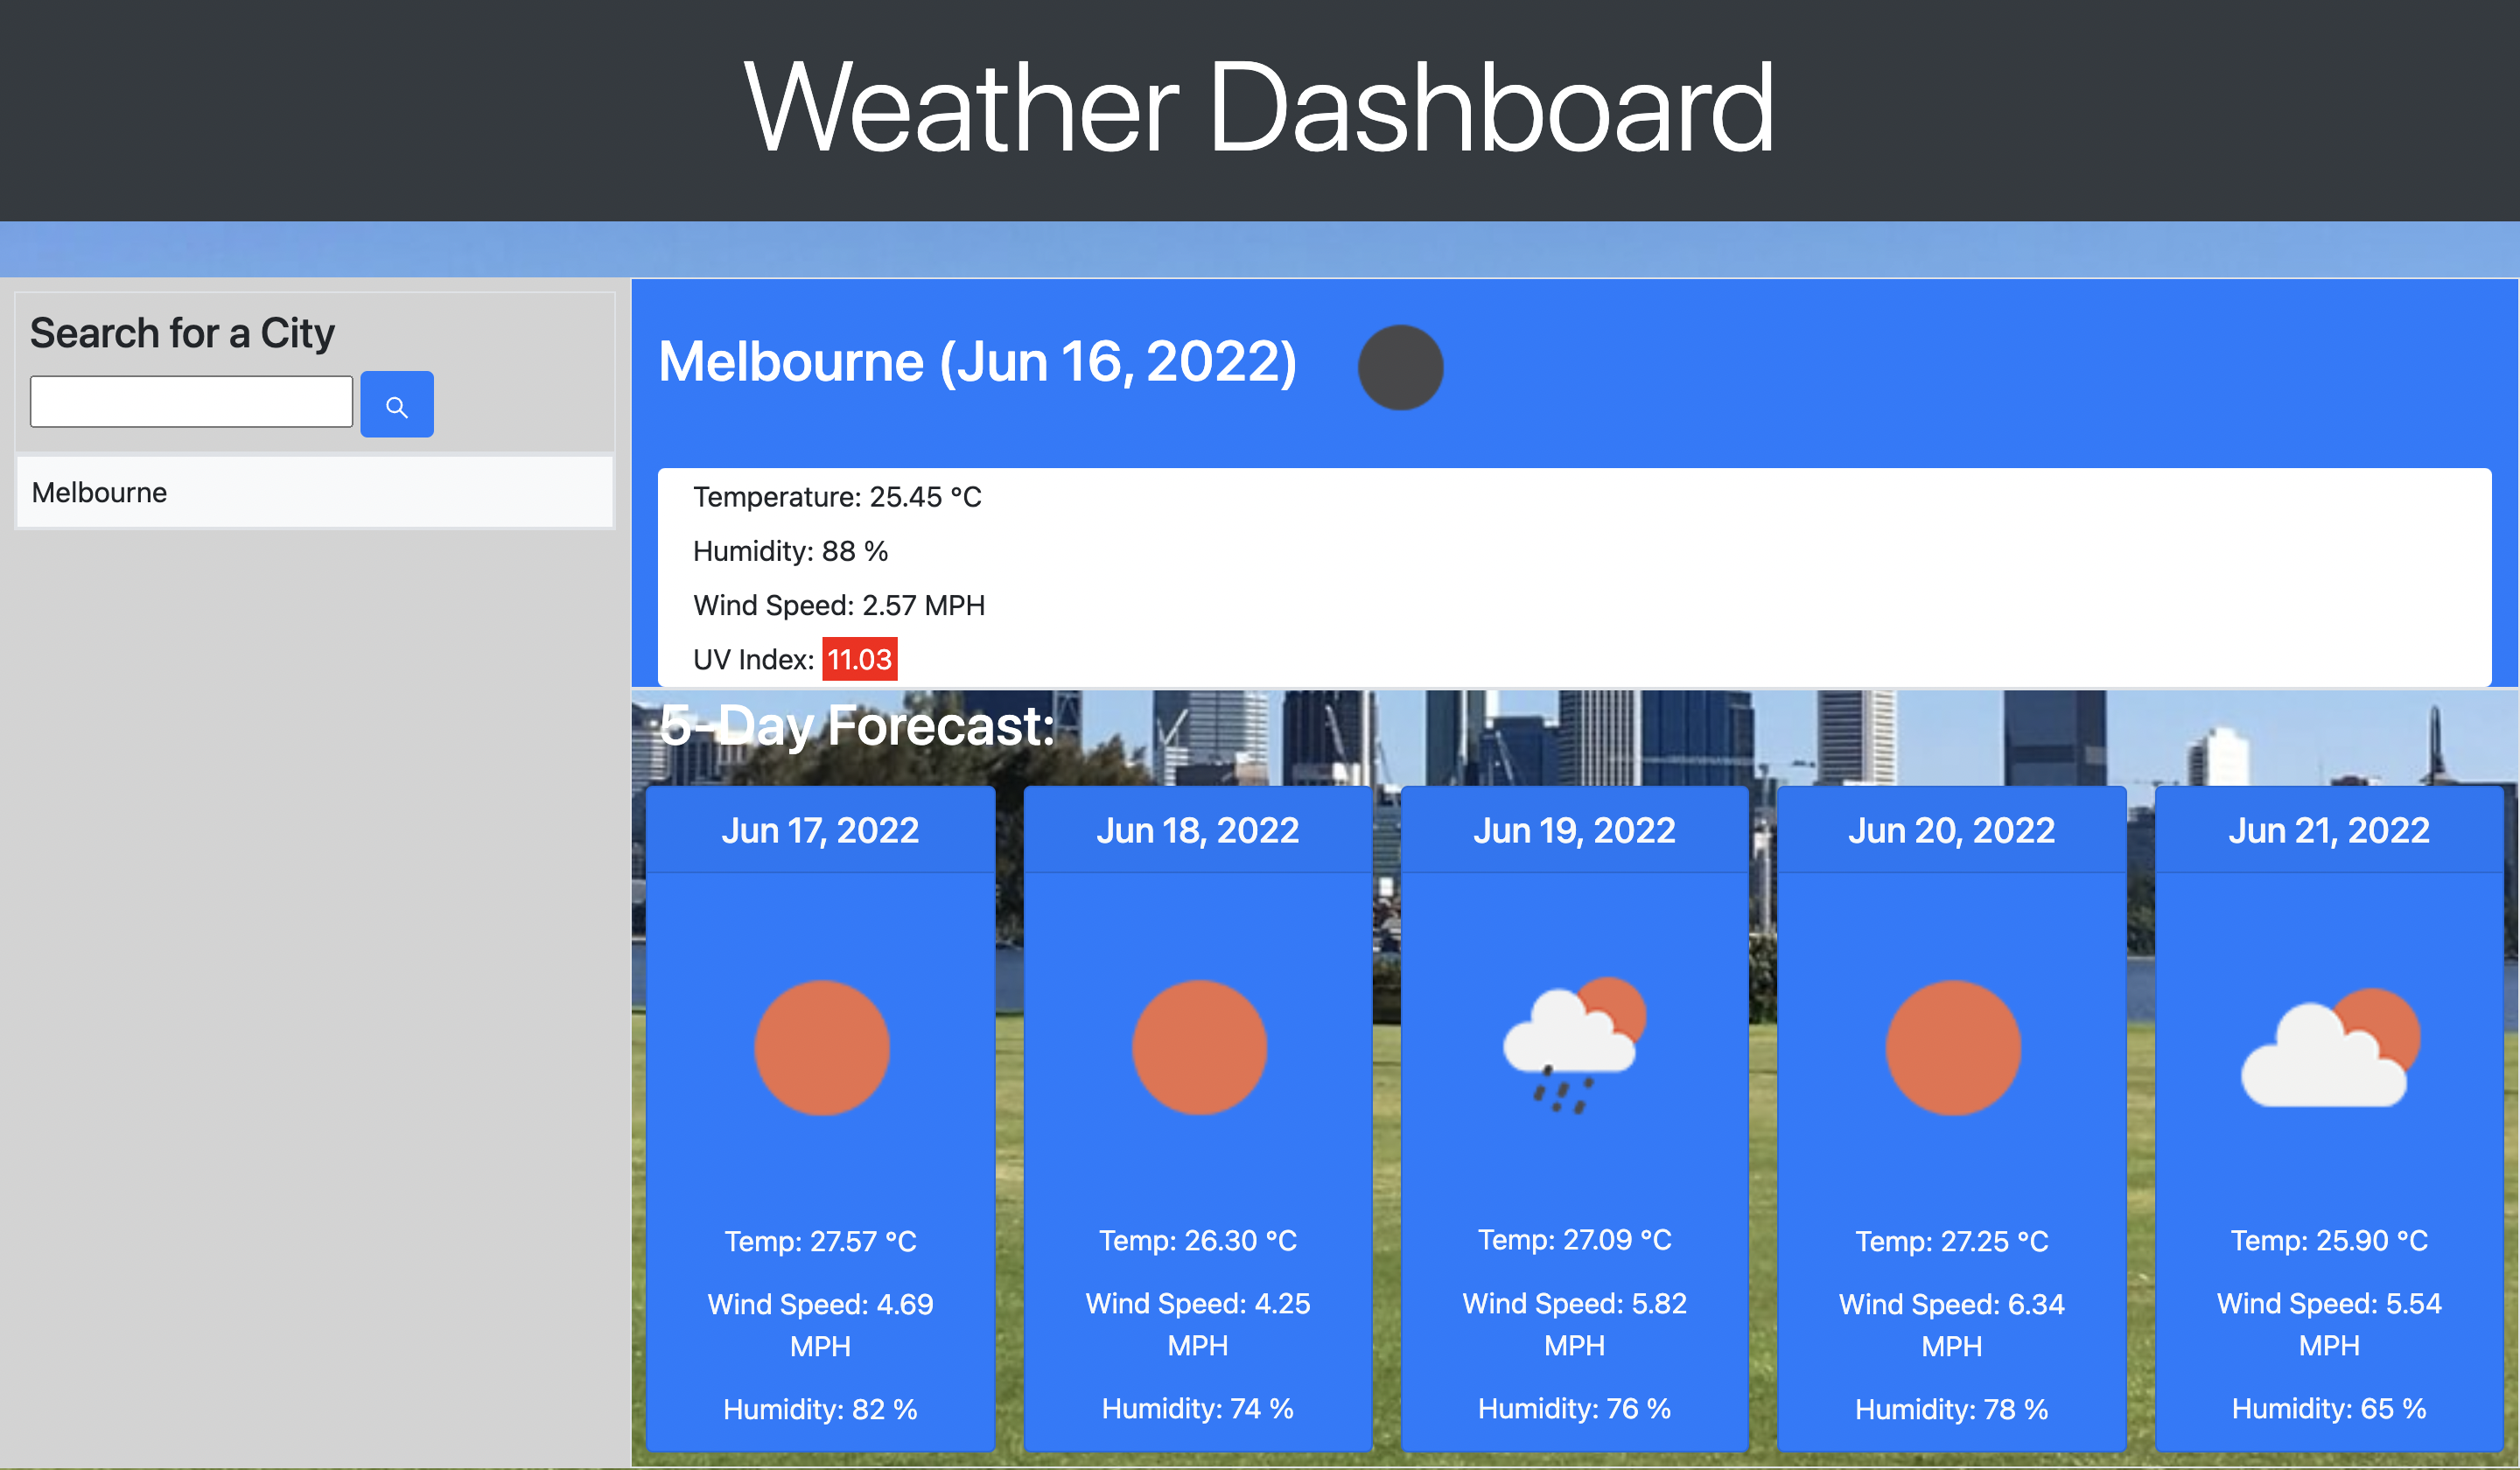 Weather Dashboard
Search for a City
Melbourne
Melbourne (Jun 16, 2022)
Temperature: 25.45 °C
Humidity: 88 %
Wind Speed: 2.57 MPH
UV Index: 11.03
5-Day Forecast:
Jun 17, 2022
Temp: 27.57 °C
Wind Speed: 4.69
MPH
Humidity: 82 %
Jun 18, 2022
Temp: 26.30 °C
Wind Speed: 4.25
MPH
Humidity: 74 %
Jun 19, 2022
Temp: 27.09 °C
Wind Speed: 5.82
MPH
Humidity: 76 %
Jun 20, 2022
Temp: 27.25 °C
Wind Speed: 6.34
MPH
Humidity: 78 %
Jun 21, 2022
Temp: 25.90 °C
Wind Speed: 5.54
MPH
Humidity: 65 %